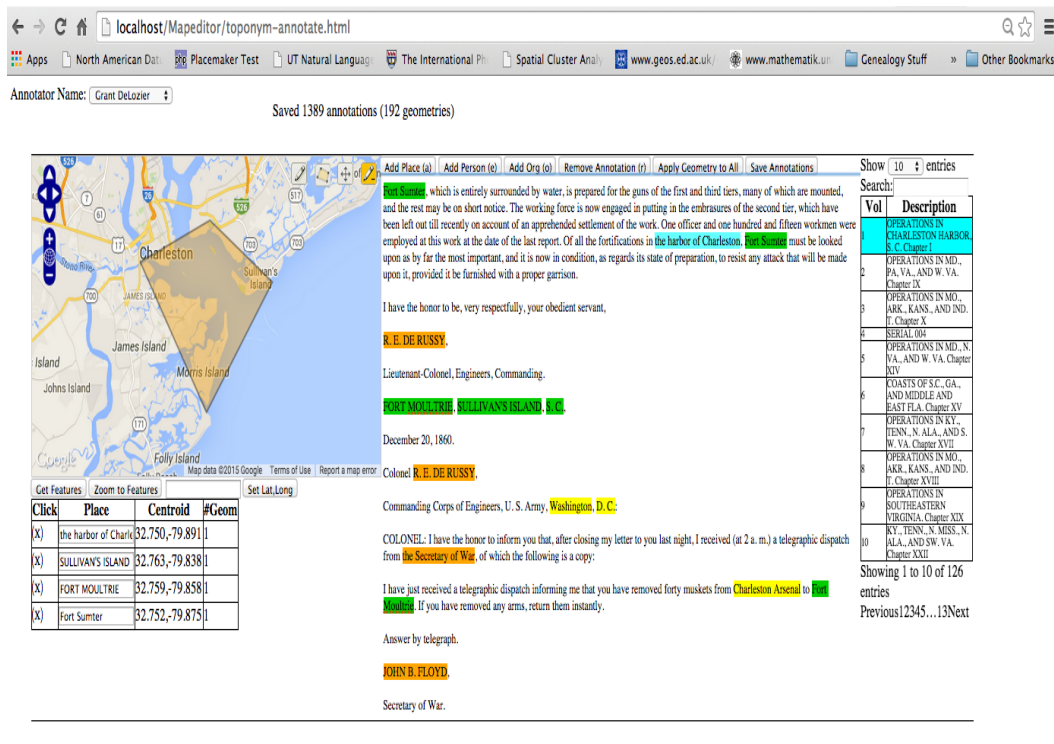 localhost/Mapeditor/toponym-annotate.html
Apps North American Dat: Placemaker Test UT Natural Language The International Ph Spatial Cluster Analy www.geos.ed.ac.uk/ www.mathematik.un Genealogy Stuff » Other Bookmarks
Annotator Name: Grant DeLozier
Saved 1389 annotations (192 geometries)
526
7
61
26
517
of
17
526
703
703
Charleston
Stono River
Sullivan's
Island
700
JAMES ISLAND
James Island
Island
Morris Island
Johns Island
171
Folly Island
Google
Map data ©2015 Google Terms of Use Report a map error
Get Features Zoom to Features Set Lat,Long
Click Place Centroid #Geom
(x) the harbor of Charle 32.750,-79.891 1
(x) SULLIVAN'S ISLAND 32.763,-79.838 1
(x) FORT MOULTRIE 32.759,-79.858 1
(x) Fort Sumter 32.752,-79.875 1
Add Place (a) Add Person (e) Add Org (o) Remove Annotation (r) Apply Geometry to All Save Annotations
Fort Sumter, which is entirely surrounded by water, is prepared for the guns of the first and third tiers, many of which are mounted,
and the rest may be on short notice. The working force is now engaged in putting in the embrasures of the second tier, which have
been left out till recently on account of an apprehended settlement of the work. One officer and one hundred and fifteen workmen were
employed at this work at the date of the last report. Of all the fortifications in the harbor of Charleston, Fort Sumter must be looked
upon as by far the most important, and it is now in condition, as regards its state of preparation, to resist any attack that will be made
upon it, provided it be furnished with a proper garrison.
I have the honor to be, very respectfully, your obedient servant,
R. E. DE RUSSY,
Lieutenant-Colonel, Engineers, Commanding.
FORT MOULTRIE, SULLIVAN'S ISLAND, S. C.,
December 20, 1860.
Colonel R. E. DE RUSSY,
Commanding Corps of Engineers, U. S. Army, Washington, D. C.:
COLONEL: I have the honor to inform you that, after closing my letter to you last night, I received (at 2 a. m.) a telegraphic dispatch
from the Secretary of War, of which the following is a copy:
I have just received a telegraphic dispatch informing me that you have removed forty muskets from Charleston Arsenal to Fort
Moultrie. If you have removed any arms, return them instantly.
Answer by telegraph.
JOHN B. FLOYD,
Secretary of War.
Show 10 entries
Search:
Vol Description
1 OPERATIONS IN
CHARLESTON HARBOR,
S. C. Chapter I
2 OPERATIONS IN MD.,
PA, VA., AND W. VA.
Chapter IX
3 OPERATIONS IN MO.,
ARK., KANS., AND IND.
T. Chapter X
4 SERIAL 004
5 OPERATIONS IN MD., N.
VA., AND W. VA. Chapter
XIV
6 COASTS OF S.C., GA.,
AND MIDDLE AND
EAST FLA. Chapter XV
7 OPERATIONS IN KY.,
TENN., N. ALA., AND S.
W. VA. Chapter XVII
8 OPERATIONS IN MO.,
AKR., KANS., AND IND.
T. Chapter XVIII
9 OPERATIONS IN
SOUTHEASTERN
VIRGINIA. Chapter XIX
10 KY., TENN., N. MISS., N.
ALA., AND SW. VA.
Chapter XXII
Showing 1 to 10 of 126
entries
Previous12345…13Next